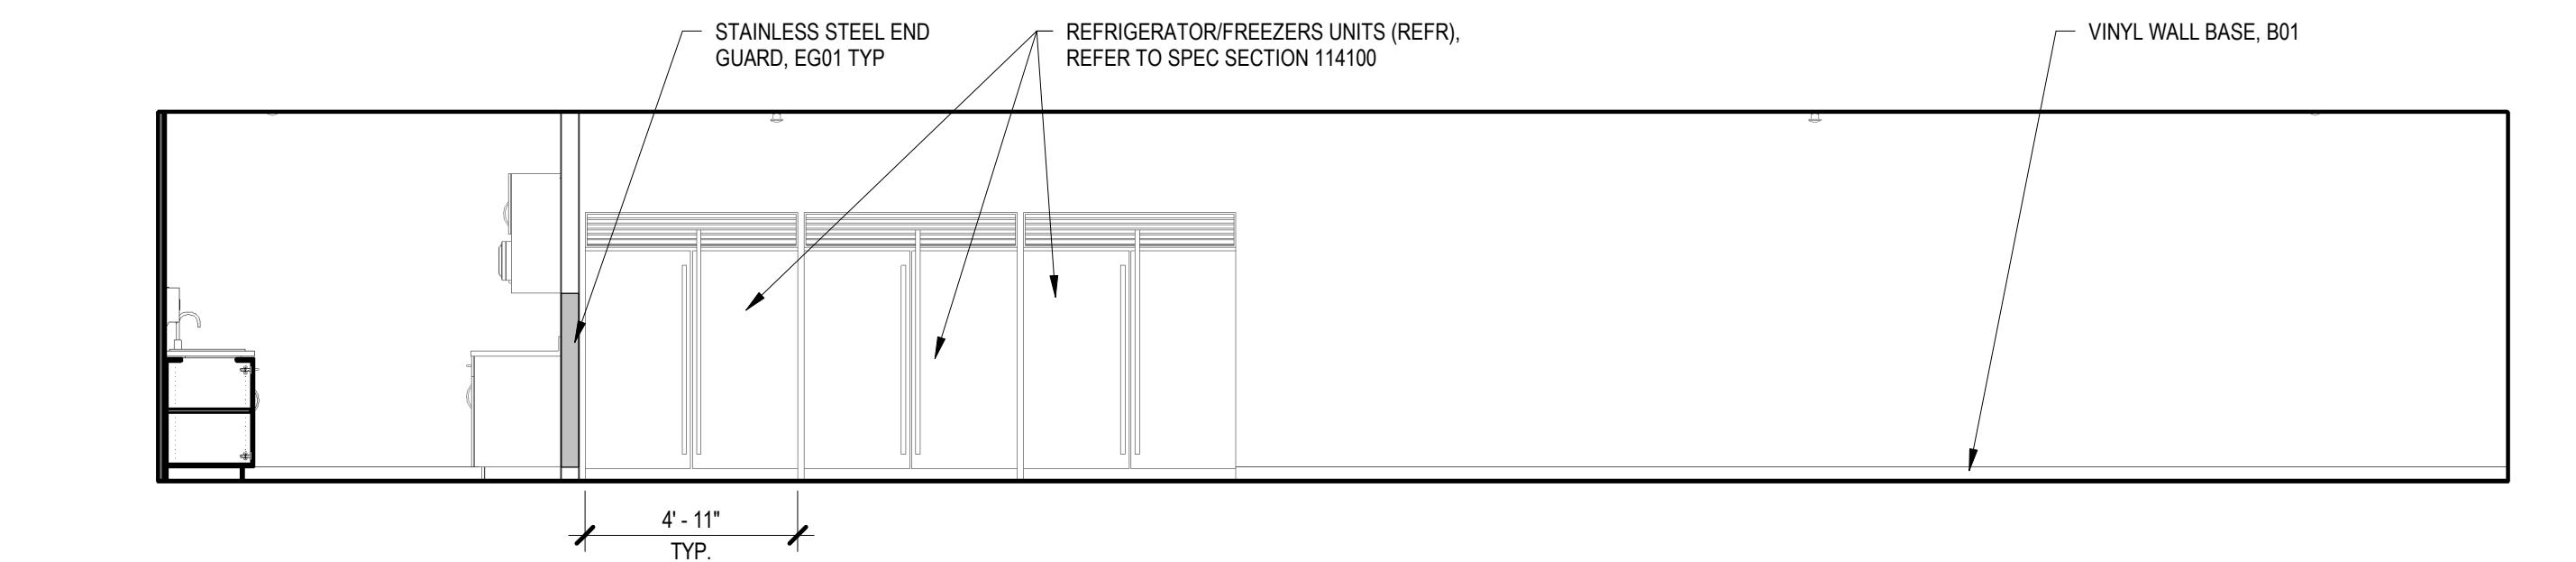 STAINLESS STEEL END
GUARD, EG01 TYP
REFRIGERATOR/FREEZERS UNITS (REFR),
REFER TO SPEC SECTION 114100
VINYL WALL BASE, B01
4' - 11"
TYP.